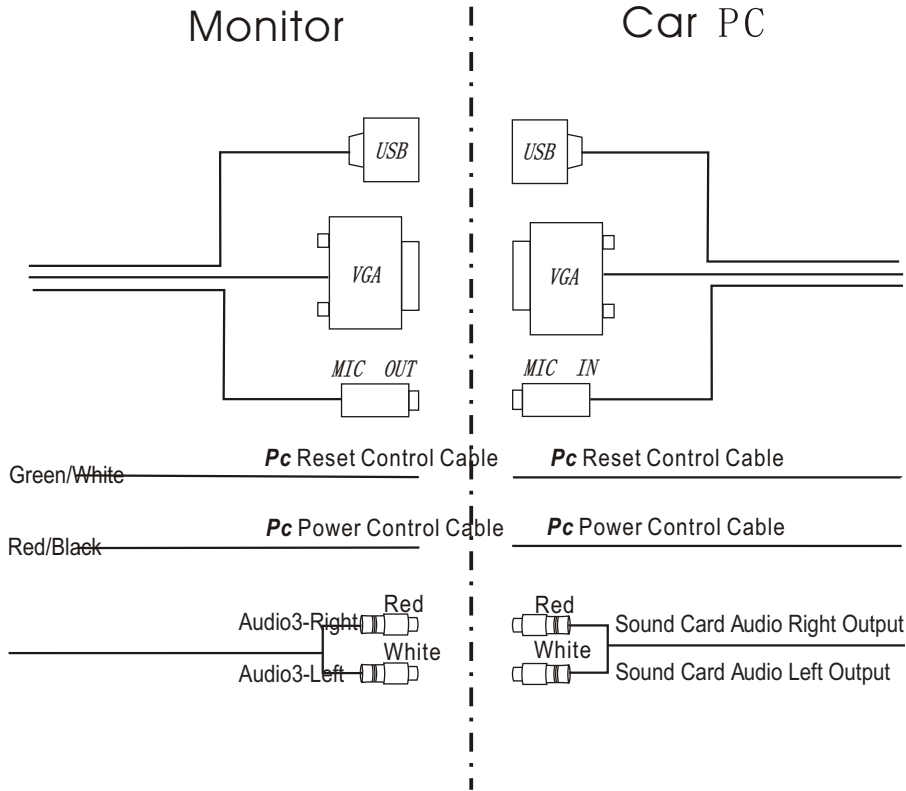 Monitor
Car PC
USB
USB
VGA
VGA
MIC OUT
MIC IN
Pc Reset Control Cable
Pc Reset Control Cable
Green/White
Pc Power Control Cable
Pc Power Control Cable
Red/Black
Red
Red
Audio3-Right
Sound Card Audio Right Output
White
White
Audio3-Left
Sound Card Audio Left Output